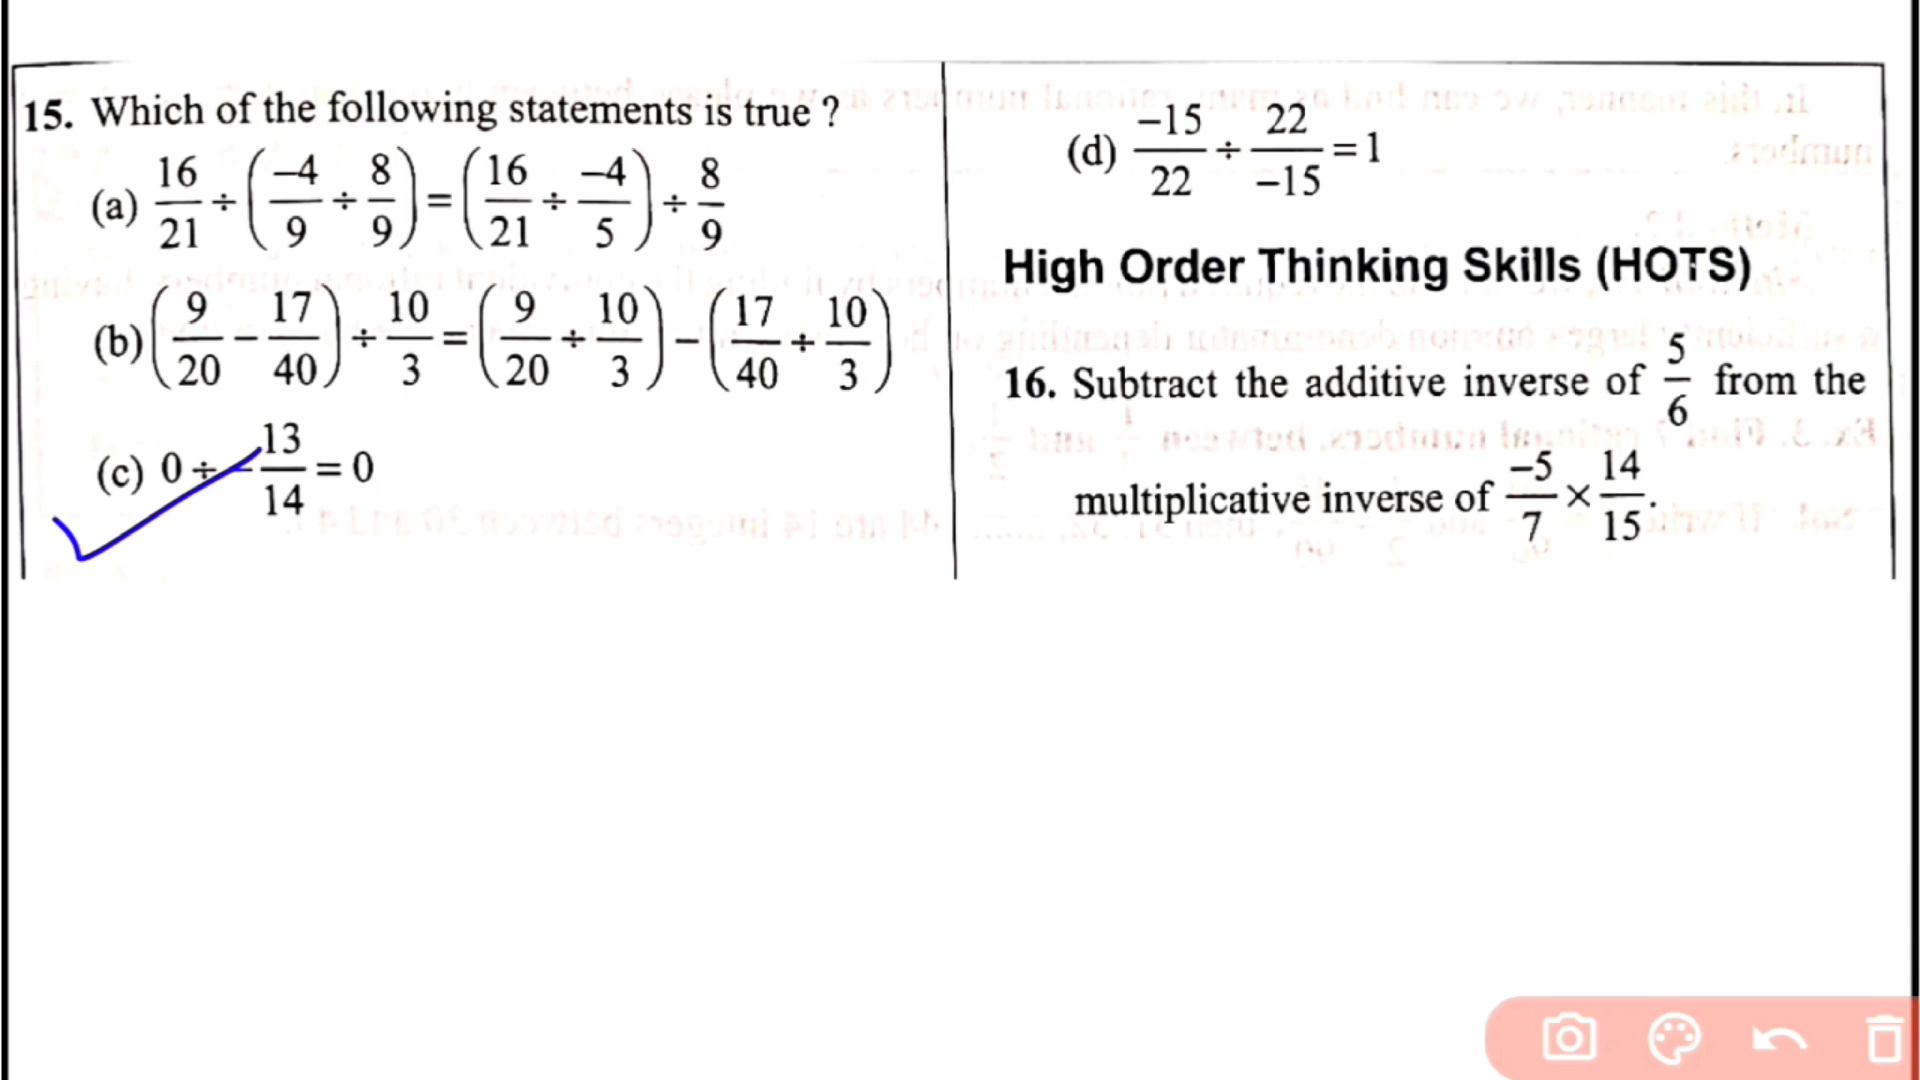 15. Which of the following statements is true ?
(a) 16/21 ÷ (−4/9 ÷ 8/9) = (16/21 ÷ −4/5) ÷ 8/9
(b) (9/20 − 17/40) ÷ 10/3 = (9/20 ÷ 10/3) − (17/40 ÷ 10/3)
(c) 0 ÷ −13/14 = 0
(d) −15/22 ÷ 22/−15 = 1
High Order Thinking Skills (HOTS)
16. Subtract the additive inverse of 5/6 from the
multiplicative inverse of −5/7 × 14/15.